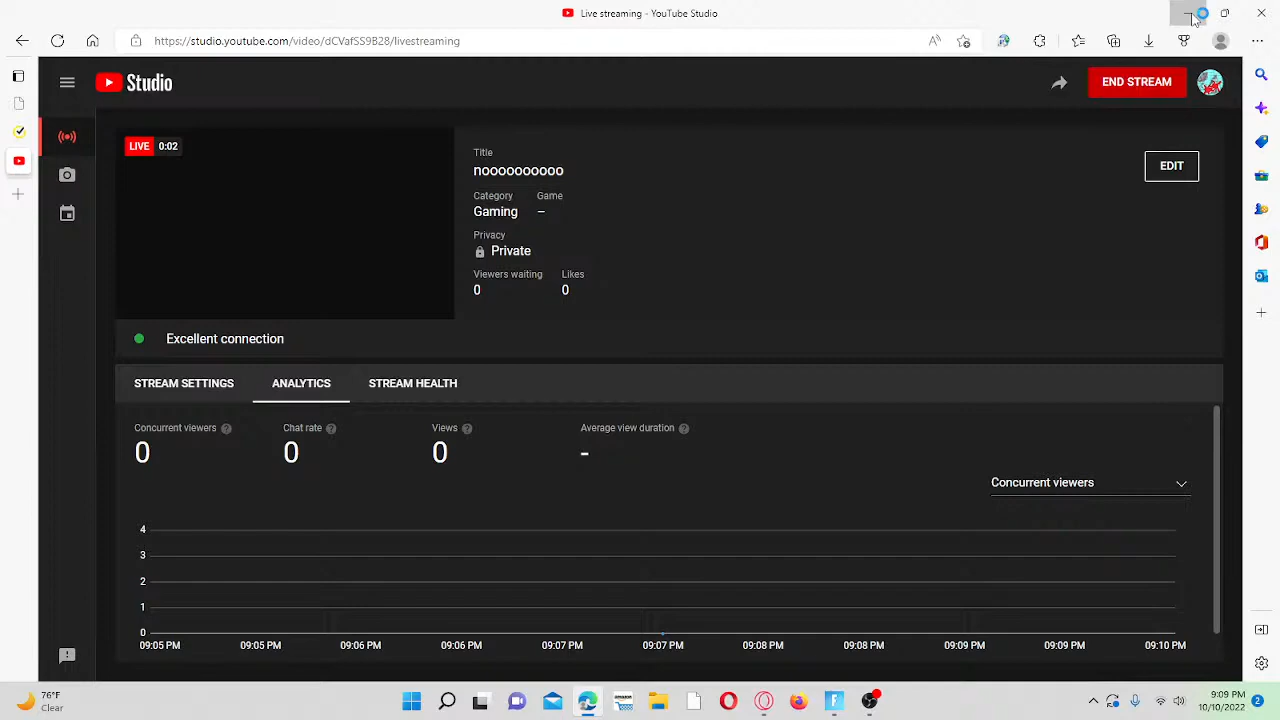 Live streaming - YouTube Studio
https://studio.youtube.com/video/dCVafSS9B28/livestreaming
Studio
END STREAM
LIVE 0:02
Title
nooooooooooo
EDIT
Category Game
Gaming –
Privacy
Private
Viewers waiting Likes
0 0
Excellent connection
STREAM SETTINGS ANALYTICS STREAM HEALTH
Concurrent viewers ? Chat rate ? Views ? Average view duration ?
0 0 0 -
Concurrent viewers
4
3
2
1
0
09:05 PM 09:05 PM 09:06 PM 09:06 PM 09:07 PM 09:07 PM 09:08 PM 09:08 PM 09:09 PM 09:09 PM 09:10 PM
76°F
Clear
amazon
9:09 PM
10/10/2022
2